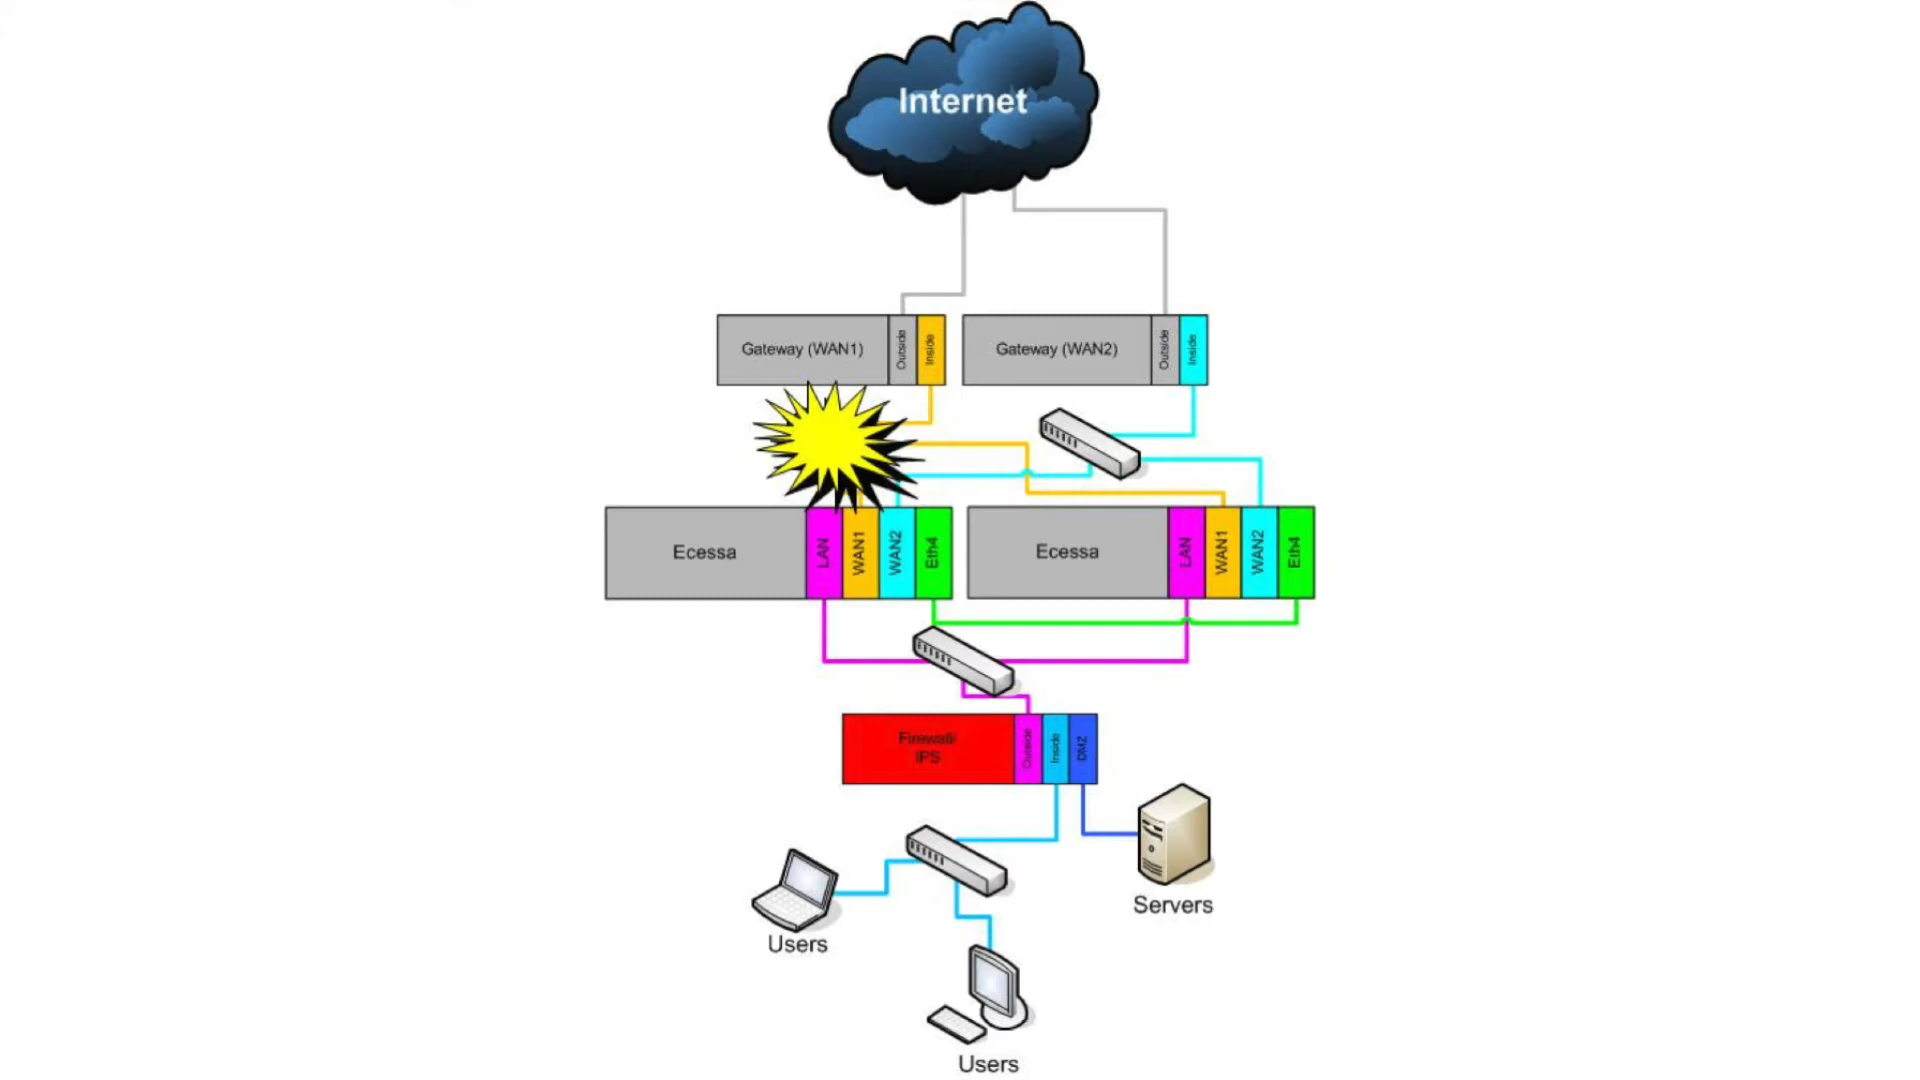 Internet
Gateway (WAN1)
Outside
Inside
Gateway (WAN2)
Outside
Inside
Ecessa
LAN
WAN1
WAN2
Eth4
Ecessa
LAN
WAN1
WAN2
Eth4
Firewall/
IPS
Outside
Inside
DMZ
Servers
Users
Users